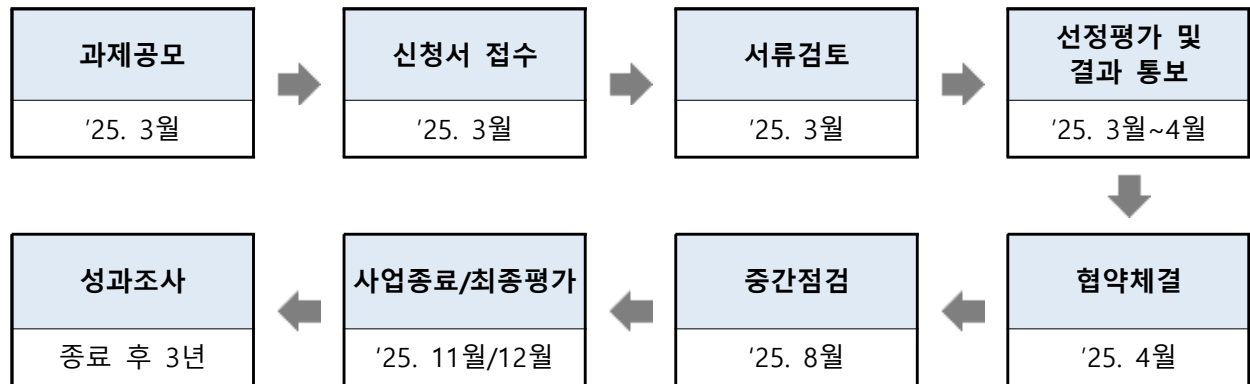 과제공모
'25. 3월
신청서 접수
'25. 3월
서류검토
'25. 3월
선정평가 및
결과 통보
'25. 3월~4월
협약체결
'25. 4월
중간점검
'25. 8월
사업종료/최종평가
'25. 11월/12월
성과조사
종료 후 3년